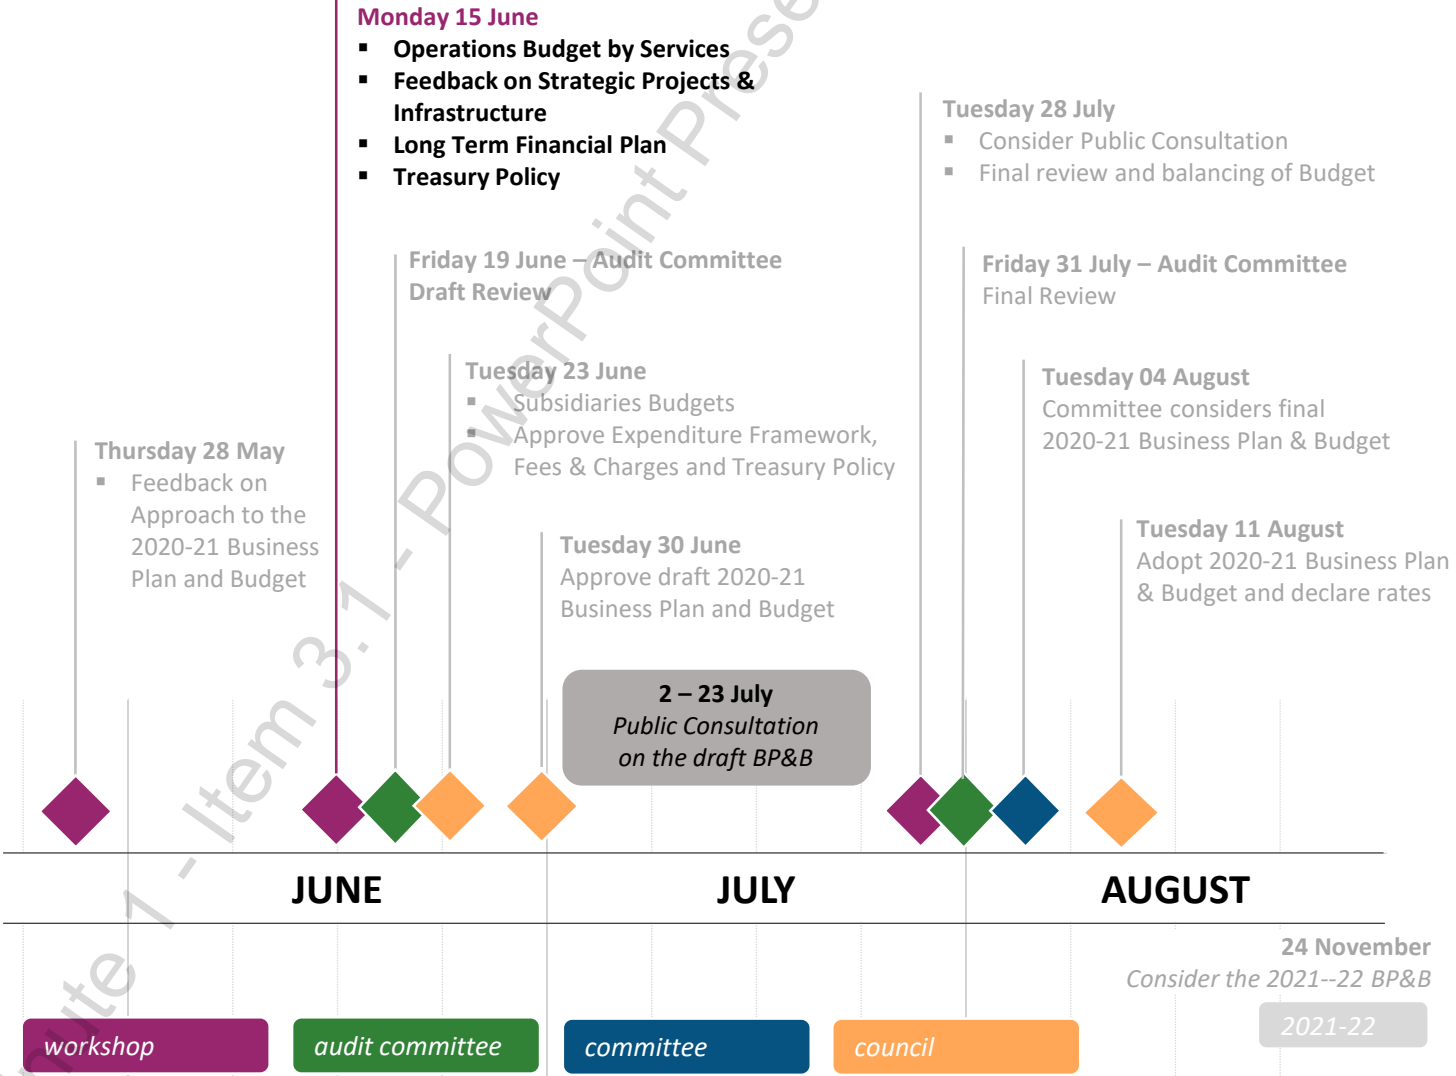 Monday 15 June
▪ Operations Budget by Services
▪ Feedback on Strategic Projects &
Infrastructure
▪ Long Term Financial Plan
▪ Treasury Policy
Tuesday 28 July
▪ Consider Public Consultation
▪ Final review and balancing of Budget
Friday 19 June – Audit Committee
Draft Review
Friday 31 July – Audit Committee
Final Review
Tuesday 23 June
▪ Subsidiaries Budgets
▪ Approve Expenditure Framework,
Fees & Charges and Treasury Policy
Tuesday 04 August
Committee considers final
2020-21 Business Plan & Budget
Thursday 28 May
▪ Feedback on
Approach to the
2020-21 Business
Plan and Budget
Tuesday 30 June
Approve draft 2020-21
Business Plan and Budget
Tuesday 11 August
Adopt 2020-21 Business Plan
& Budget and declare rates
2 – 23 July
Public Consultation
on the draft BP&B
JUNE
JULY
AUGUST
24 November
Consider the 2021--22 BP&B
2021-22
workshop
audit committee
committee
council
1 - Item 3.1 - PowerPoint